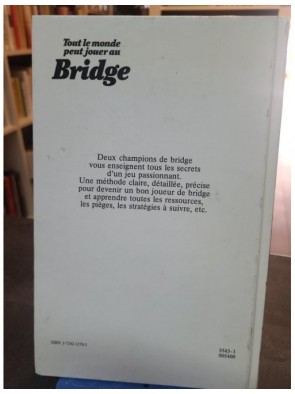 Tout le monde
peut jouer au
Bridge
Deux champions de bridge
vous enseignent tous les secrets
d'un jeu passionnant.
Une méthode claire, détaillée, précise
pour devenir un bon joueur de bridge
et apprendre toutes les ressources,
les pièges, les stratégies à suivre, etc.
ISBN